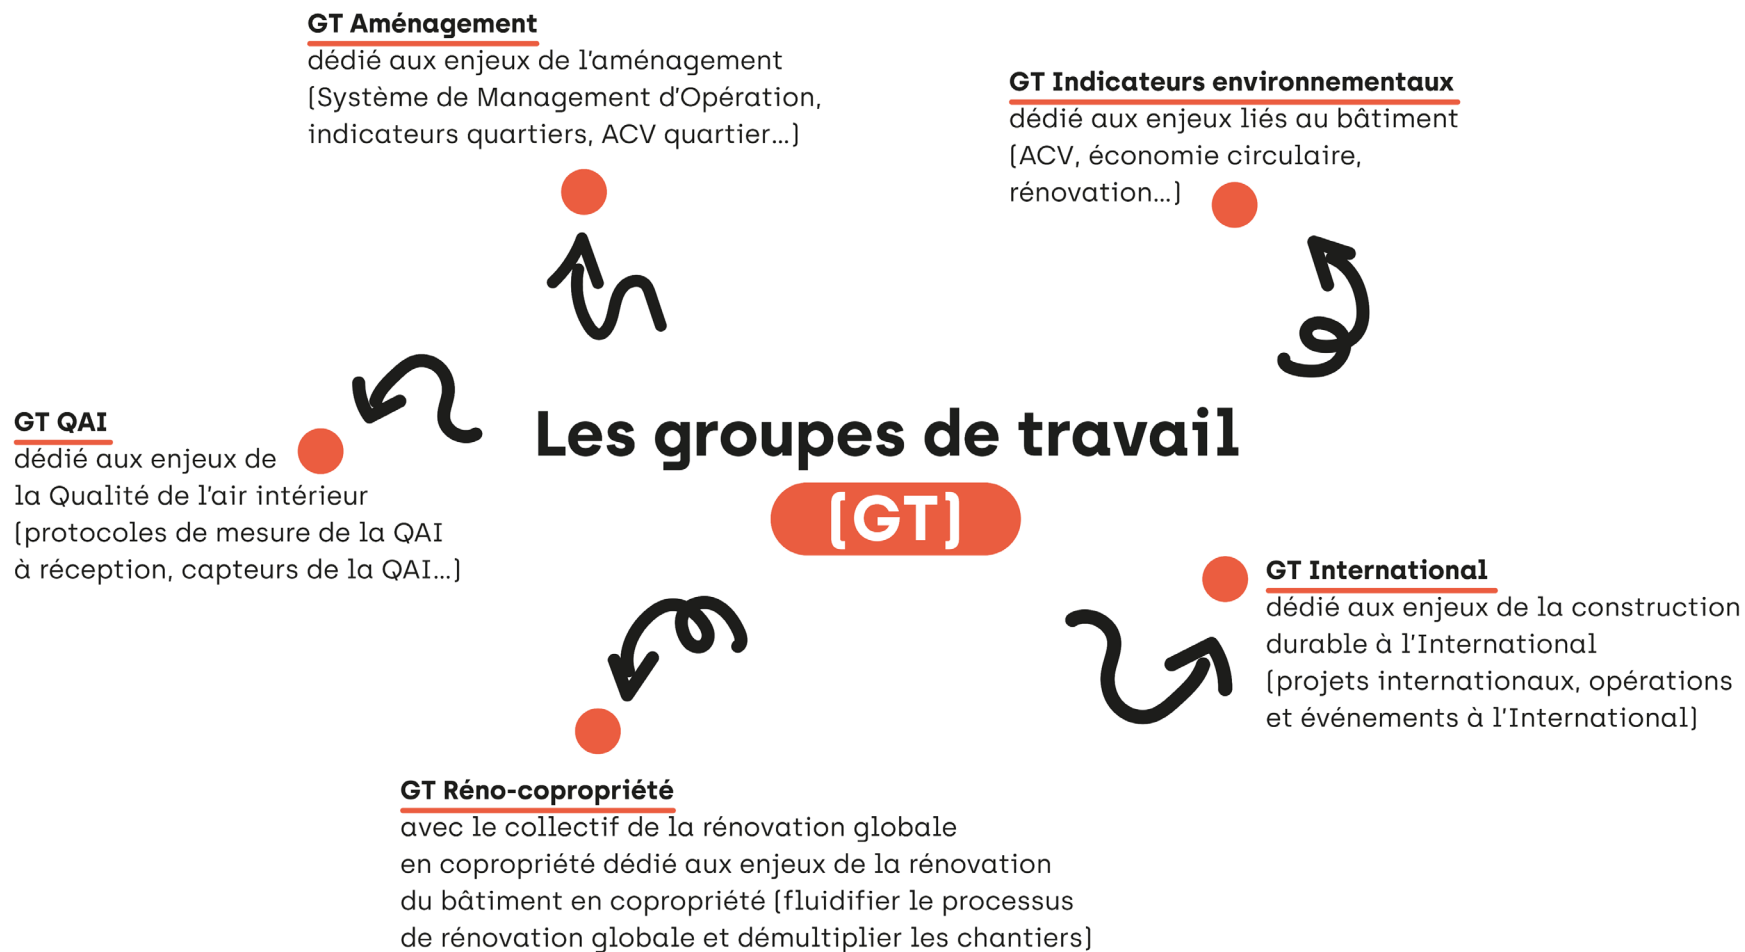 GT Aménagement
dédié aux enjeux de l'aménagement
(Système de Management d'Opération,
indicateurs quartiers, ACV quartier...)
GT Indicateurs environnementaux
dédié aux enjeux liés au bâtiment
(ACV, économie circulaire,
rénovation...)
GT QAI
dédié aux enjeux de
la Qualité de l'air intérieur
(protocoles de mesure de la QAI
à réception, capteurs de la QAI...)
Les groupes de travail
(GT)
GT International
dédié aux enjeux de la construction
durable à l'International
(projets internationaux, opérations
et événements à l'International)
GT Réno-copropriété
avec le collectif de la rénovation globale
en copropriété dédié aux enjeux de la rénovation
du bâtiment en copropriété (fluidifier le processus
de rénovation globale et démultiplier les chantiers)